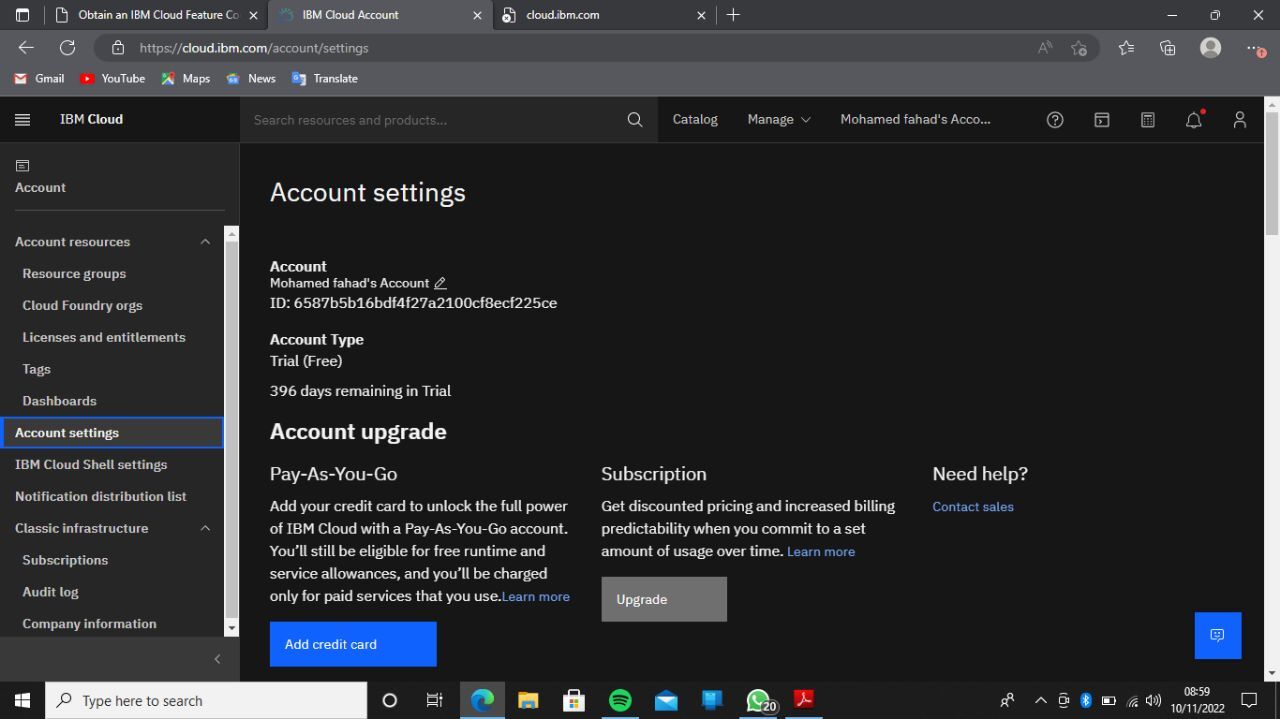 Obtain an IBM Cloud Feature Co
IBM Cloud Account
cloud.ibm.com
https://cloud.ibm.com/account/settings
Gmail
YouTube
Maps
News
Translate
IBM Cloud
Search resources and products...
Catalog
Manage
Mohamed fahad's Acco...
Account
Account resources
Resource groups
Cloud Foundry orgs
Licenses and entitlements
Tags
Dashboards
Account settings
IBM Cloud Shell settings
Notification distribution list
Classic infrastructure
Subscriptions
Audit log
Company information
Account settings
Account
Mohamed fahad's Account
ID: 6587b5b16bdf4f27a2100cf8ecf225ce
Account Type
Trial (Free)
396 days remaining in Trial
Account upgrade
Pay-As-You-Go
Add your credit card to unlock the full power
of IBM Cloud with a Pay-As-You-Go account.
You’ll still be eligible for free runtime and
service allowances, and you’ll be charged
only for paid services that you use.Learn more
Add credit card
Subscription
Get discounted pricing and increased billing
predictability when you commit to a set
amount of usage over time. Learn more
Upgrade
Need help?
Contact sales
Type here to search
20
08:59
10/11/2022